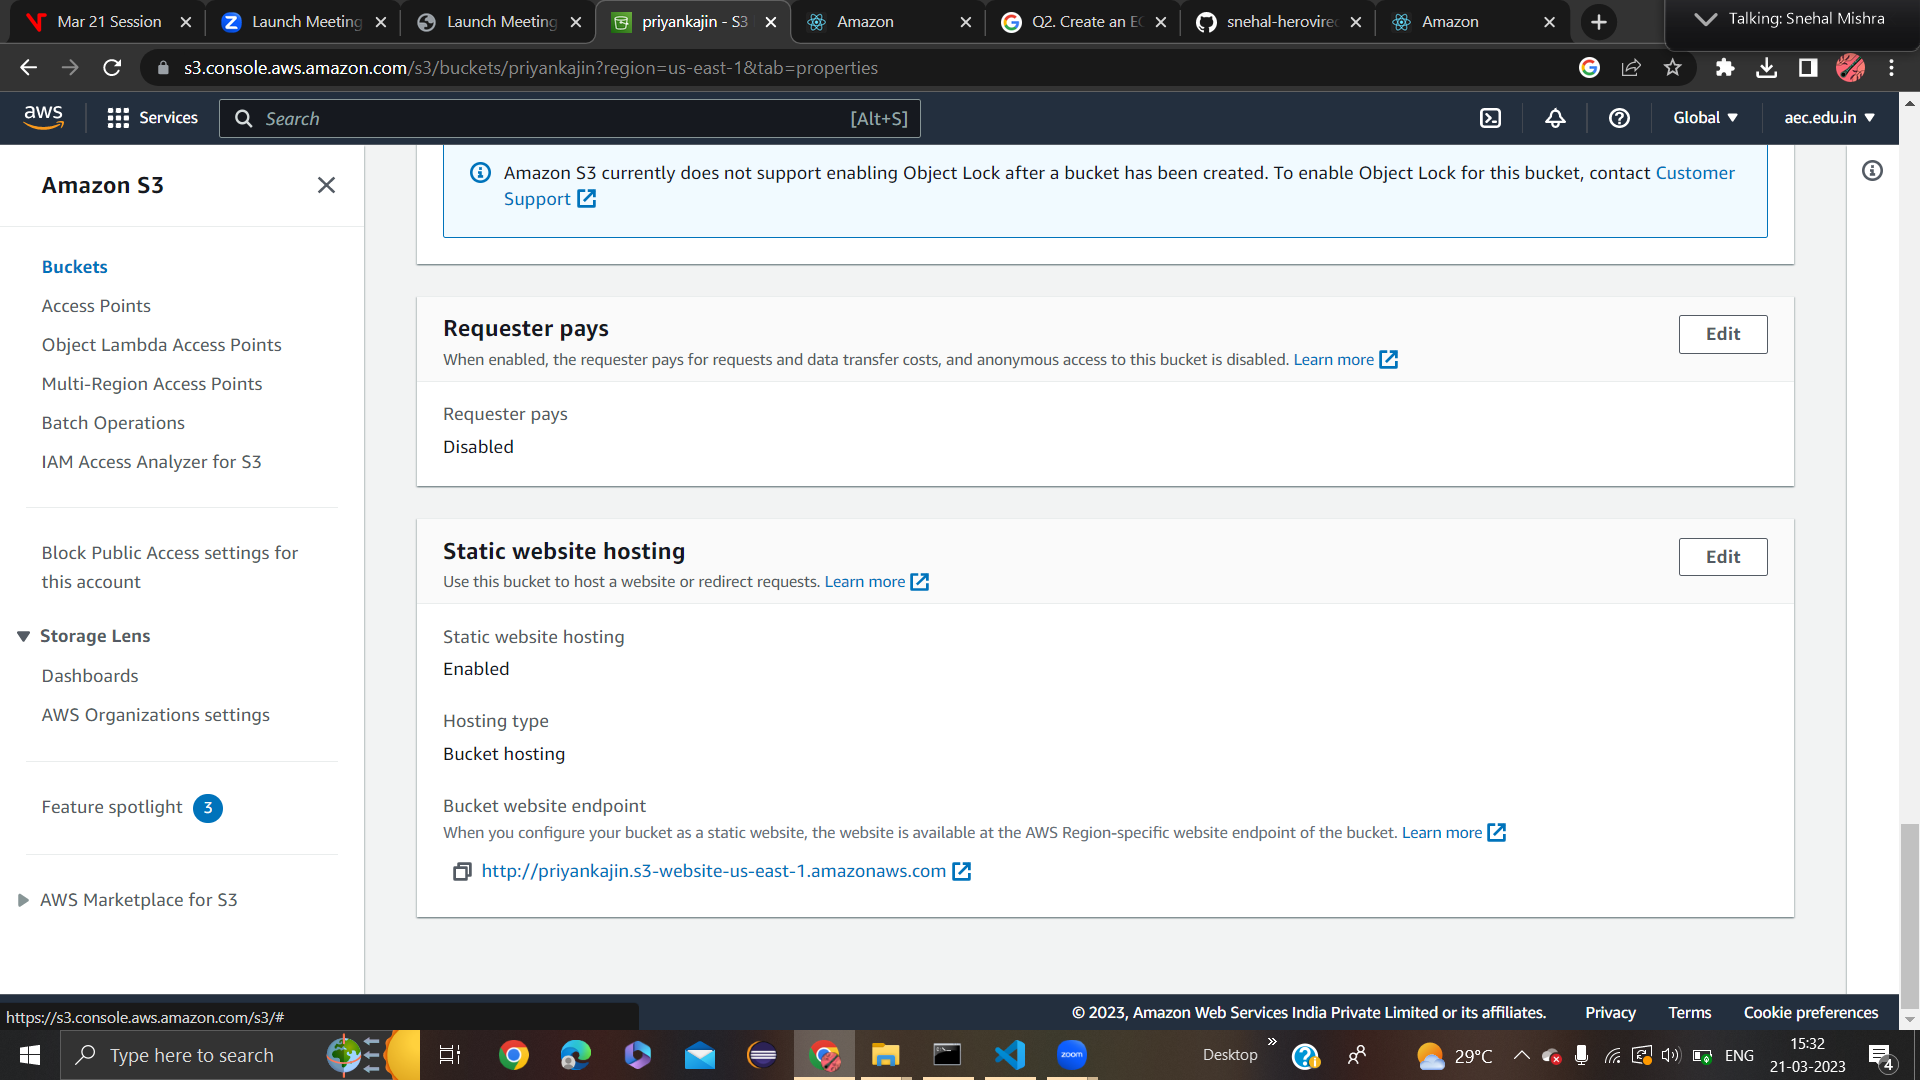 Mar 21 Session
Launch Meeting
Launch Meeting
priyankajin - S3
Amazon
Q2. Create an EC
snehal-herovired
Amazon
Talking: Snehal Mishra
s3.console.aws.amazon.com/s3/buckets/priyankajin?region=us-east-1&tab=properties
aws
Services
Search
[Alt+S]
Global
aec.edu.in
Amazon S3
Buckets
Access Points
Object Lambda Access Points
Multi-Region Access Points
Batch Operations
IAM Access Analyzer for S3
Block Public Access settings for
this account
Storage Lens
Dashboards
AWS Organizations settings
Feature spotlight 3
AWS Marketplace for S3
Amazon S3 currently does not support enabling Object Lock after a bucket has been created. To enable Object Lock for this bucket, contact Customer
Support
Requester pays
Edit
When enabled, the requester pays for requests and data transfer costs, and anonymous access to this bucket is disabled. Learn more
Requester pays
Disabled
Static website hosting
Edit
Use this bucket to host a website or redirect requests. Learn more
Static website hosting
Enabled
Hosting type
Bucket hosting
Bucket website endpoint
When you configure your bucket as a static website, the website is available at the AWS Region-specific website endpoint of the bucket. Learn more
http://priyankajin.s3-website-us-east-1.amazonaws.com
https://s3.console.aws.amazon.com/s3/#
© 2023, Amazon Web Services India Private Limited or its affiliates.
Privacy
Terms
Cookie preferences
Type here to search
zoom
Desktop
29°C
ENG
15:32
21-03-2023
4